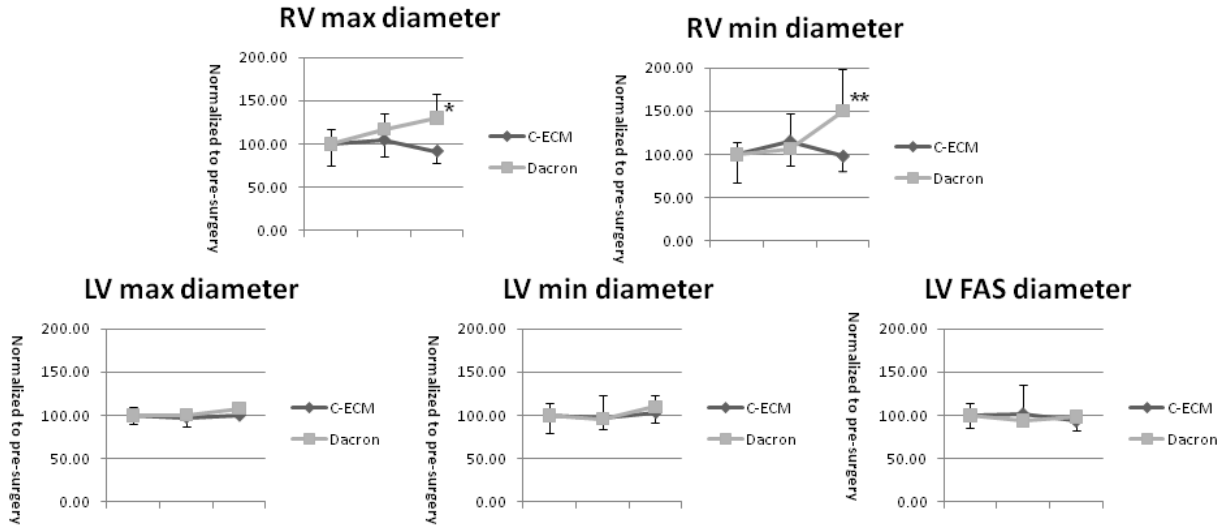 RV max diameter
Normalized to pre-surgery
200.00
150.00
100.00
50.00
0.00
*
C-ECM
Dacron
RV min diameter
Normalized to pre-surgery
200.00
150.00
100.00
50.00
0.00
**
C-ECM
Dacron
LV max diameter
Normalized to pre-surgery
200.00
150.00
100.00
50.00
0.00
C-ECM
Dacron
LV min diameter
Normalized to pre-surgery
200.00
150.00
100.00
50.00
0.00
C-ECM
Dacron
LV FAS diameter
Normalized to pre-surgery
200.00
150.00
100.00
50.00
0.00
C-ECM
Dacron